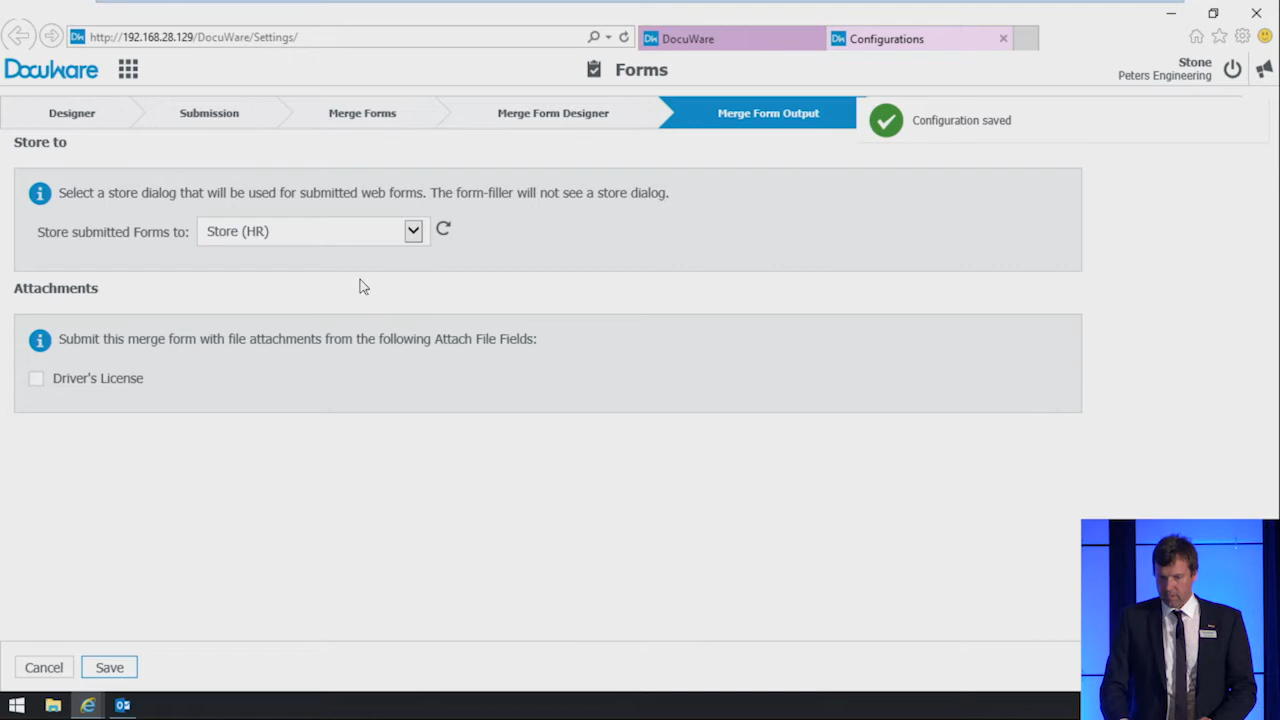 http://192.168.28.129/DocuWare/Settings/
DocuWare
Configurations
DocuWare
Forms
Stone
Peters Engineering
Designer
Submission
Merge Forms
Merge Form Designer
Merge Form Output
Configuration saved
Store to
Select a store dialog that will be used for submitted web forms. The form-filler will not see a store dialog.
Store submitted Forms to:
Store (HR)
Attachments
Submit this merge form with file attachments from the following Attach File Fields:
Driver's License
Cancel
Save